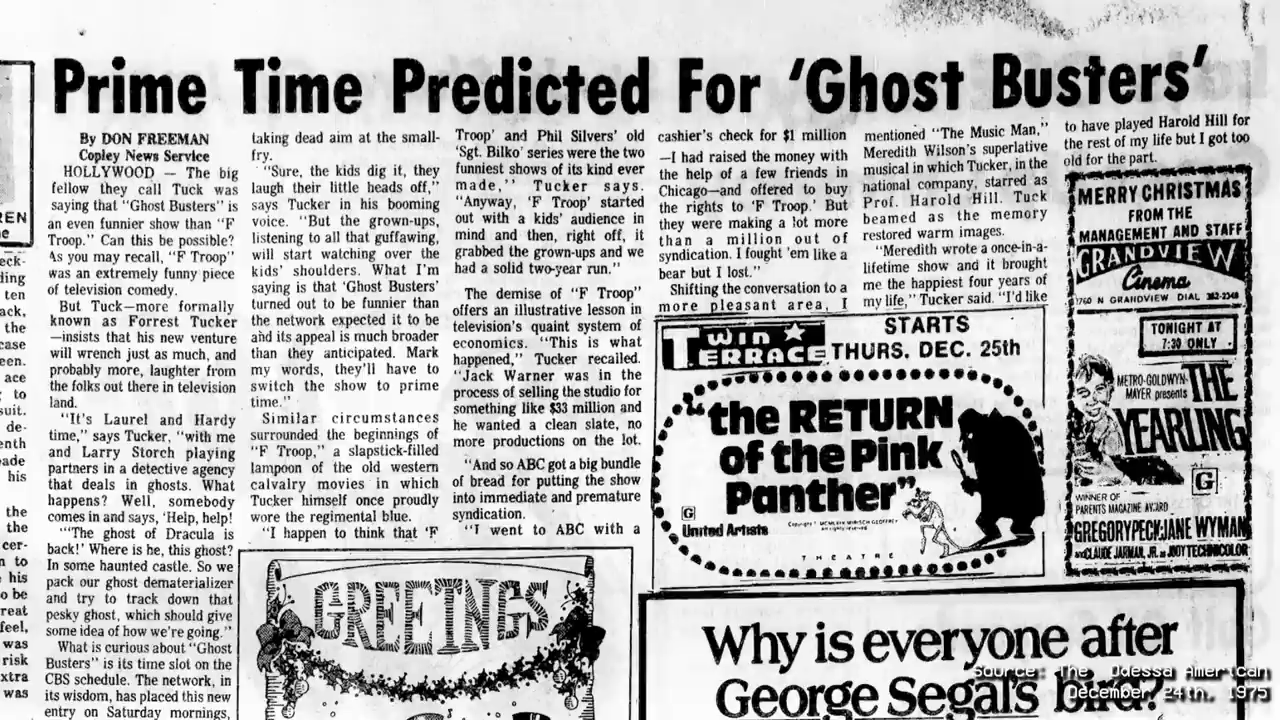 Prime Time Predicted For 'Ghost Busters'
By DON FREEMAN
Copley News Service
HOLLYWOOD — The big
fellow they call Tuck was
saying that "Ghost Busters" is
an even funnier show than "F
Troop." Can this be possible?
As you may recall, "F Troop"
was an extremely funny piece
of television comedy.
But Tuck—more formally
known as Forrest Tucker
—insists that his new venture
will wrench just as much, and
probably more, laughter from
the folks out there in television
land.
"It's Laurel and Hardy
time," says Tucker, "with me
and Larry Storch playing
partners in a detective agency
that deals in ghosts. What
happens? Well, somebody
comes in and says, 'Help, help!
"The ghost of Dracula is
back!' Where is he, this ghost?
In some haunted castle. So we
pack our ghost dematerializer
and try to track down that
pesky ghost, which should give
some idea of how we're going."
What is curious about "Ghost
Busters" is its time slot on the
CBS schedule. The network, in
its wisdom, has placed this new
entry on Saturday mornings,
taking dead aim at the small-
fry.
"Sure, the kids dig it, they
laugh their little heads off,"
says Tucker in his booming
voice. "But the grown-ups,
listening to all that guffawing,
will start watching over the
kids' shoulders. What I'm
saying is that 'Ghost Busters'
turned out to be funnier than
the network expected it to be
and its appeal is much broader
than they anticipated. Mark
my words, they'll have to
switch the show to prime
time."
Similar circumstances
surrounded the beginnings of
"F Troop," a slapstick-filled
lampoon of the old western
calvalry movies in which
Tucker himself once proudly
wore the regimental blue.
"I happen to think that 'F
Troop' and Phil Silvers' old
'Sgt. Bilko' series were the two
funniest shows of its kind ever
made," Tucker says.
"Anyway, 'F Troop' started
out with a kids' audience in
mind and then, right off, it
grabbed the grown-ups and we
had a solid two-year run."
The demise of "F Troop"
offers an illustrative lesson in
television's quaint system of
economics. "This is what
happened," Tucker recalled.
"Jack Warner was in the
process of selling the studio for
something like $33 million and
he wanted a clean slate, no
more productions on the lot.
"And so ABC got a big bundle
of bread for putting the show
into immediate and premature
syndication.
"I went to ABC with a
cashier's check for $1 million
—I had raised the money with
the help of a few friends in
Chicago—and offered to buy
the rights to 'F Troop.' But
they were making a lot more
than a million out of
syndication. I fought 'em like a
bear but I lost."
Shifting the conversation to a
more pleasant area, I
mentioned "The Music Man,"
Meredith Wilson's superlative
musical in which Tucker, in the
national company, starred as
Prof. Harold Hill. Tuck
beamed as the memory
restored warm images.
"Meredith wrote a once-in-a-
lifetime show and it brought
me the happiest four years of
my life," Tucker said. "I'd like
to have played Harold Hill for
the rest of my life but I got too
old for the part.
GREETINGS
TWIN TERRACE
STARTS
THURS. DEC. 25th
"the RETURN
of the Pink
Panther"
G
United Artists
THEATRE
MERRY CHRISTMAS
FROM THE
MANAGEMENT AND STAFF
GRANDVIEW
Cinema
N GRANDVIEW DIAL
TONIGHT AT
7:30 ONLY
METRO-GOLDWYN-
MAYER presents
THE
YEARLING
G
WINNER OF
PARENTS MAGAZINE AWARD
GREGORY PECK·JANE WYMAN
and CLAUDE JARMAN, JR. as JODY TECHNICOLOR
Why is everyone after
George Segal's bird?
Source: The Odessa American
December 24th, 1975